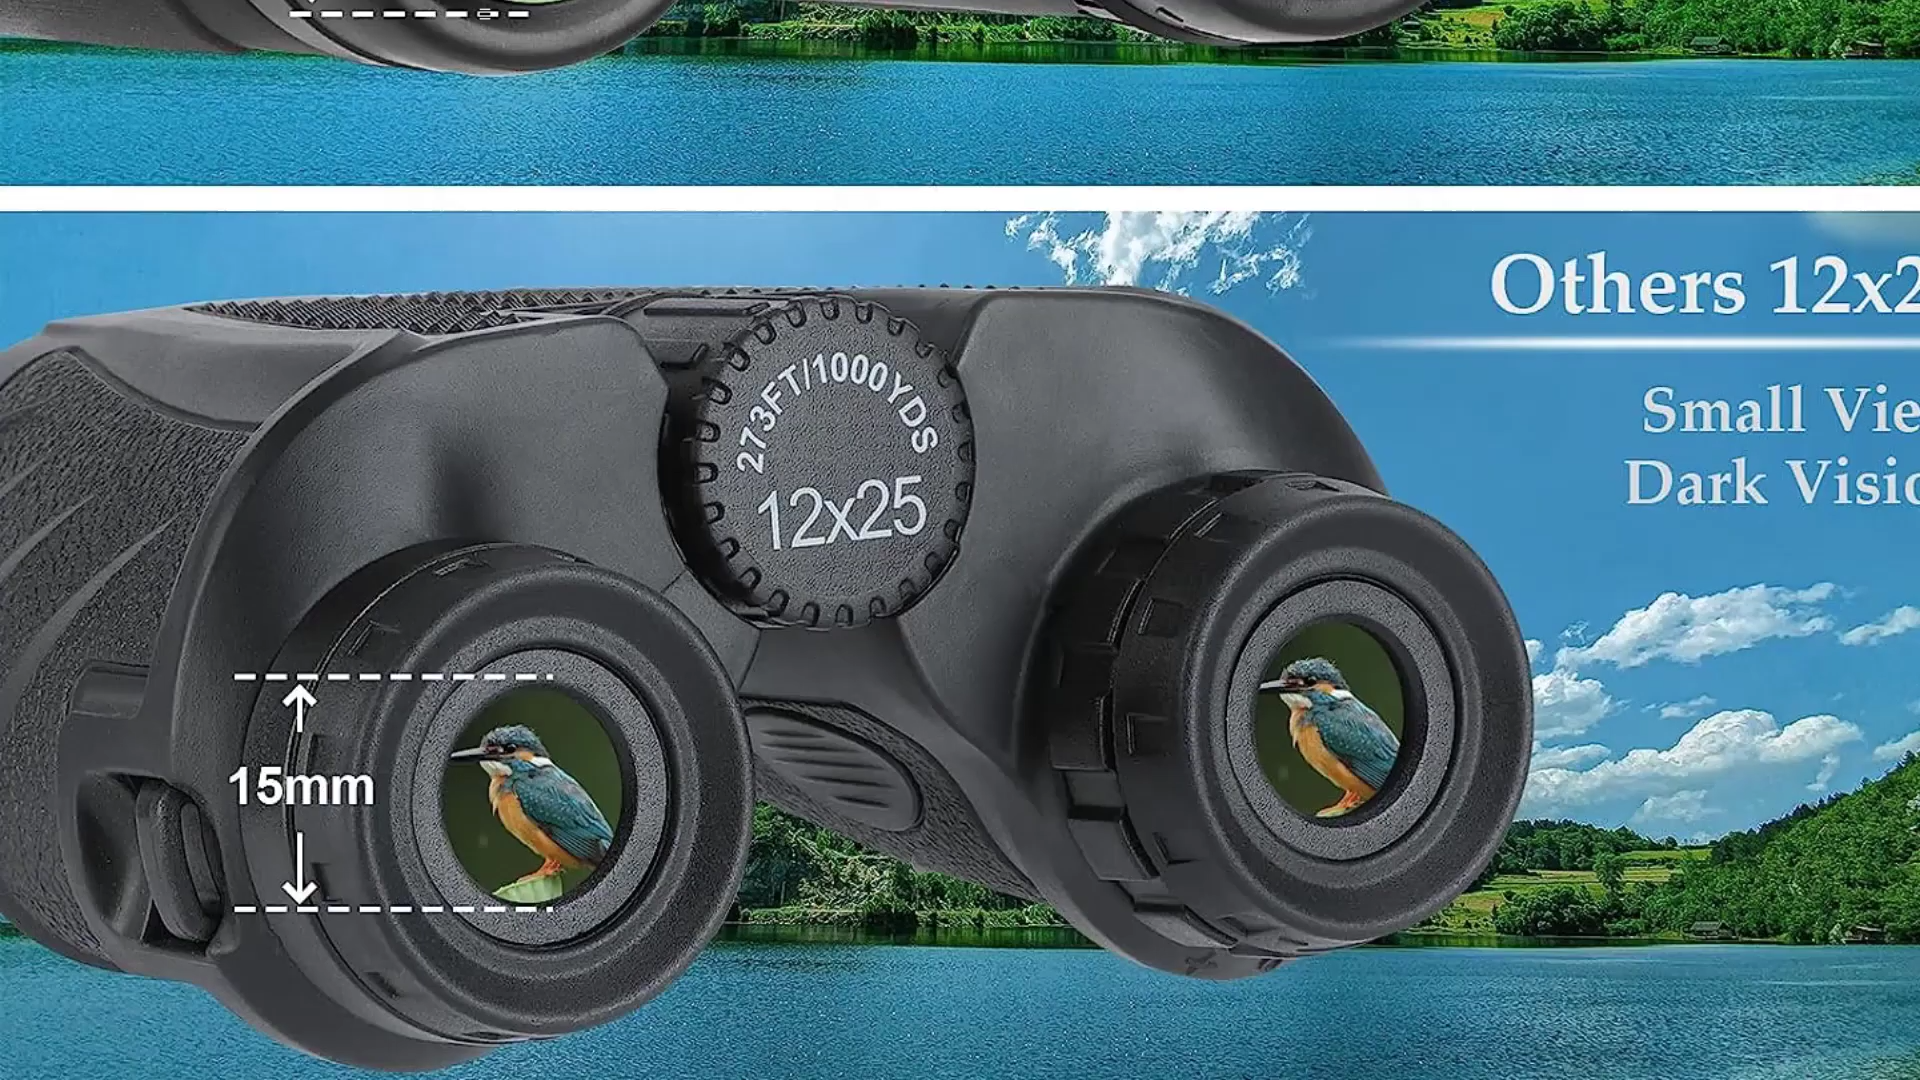 Others 12x2
Small Vie
Dark Visio
273FT/1000YDS
12x25
15mm